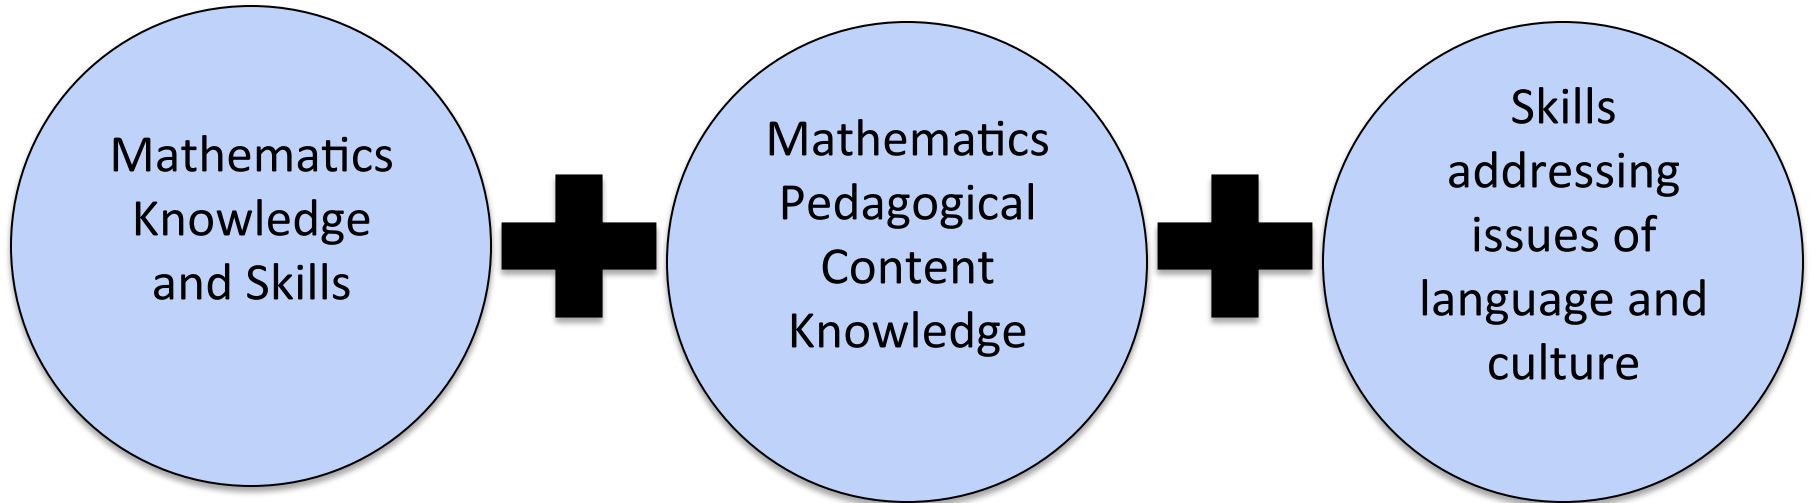 Mathematics
Knowledge
and Skills
Mathematics
Pedagogical
Content
Knowledge
Skills
addressing
issues of
language and
culture